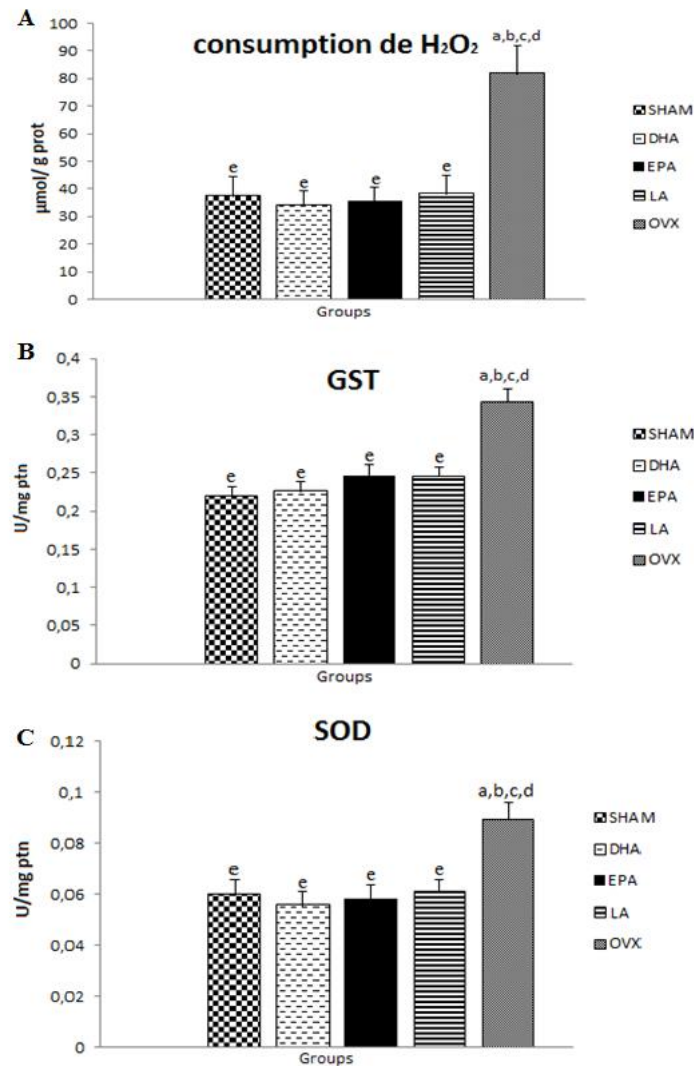 A
consumption de H₂O₂
a,b,c,d
100
90
80
70
60
50
40
30
20
10
0
µmol/ g prot
e
e
e
e
SHAM
DHA
EPA
LA
OVX
Groups
B
GST
a,b,c,d
0,4
0,35
0,3
0,25
0,2
0,15
0,1
0,05
0
U/mg ptn
e
e
e
e
SHAM
DHA
EPA
LA
OVX
Groups
C
SOD
a,b,c,d
0,12
0,1
0,08
0,06
0,04
0,02
0
U/mg ptn
e
e
e
e
SHAM
DHA
EPA
LA
OVX
Groups